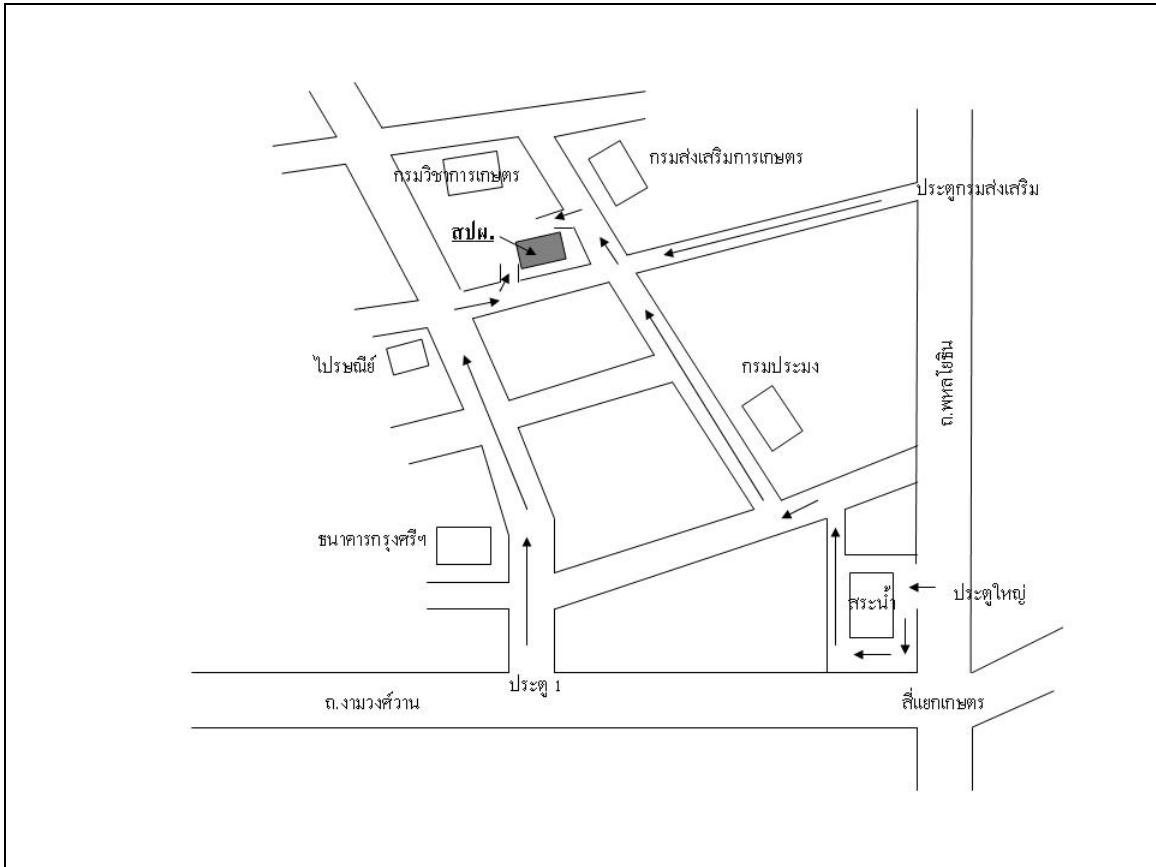 กรมส่งเสริมการเกษตร
กรมวิชาการเกษตร
ประตูกรมส่งเสริม
สปผ.
ไปรษณีย์
กรมประมง
ถ.พหลโยธิน
ธนาคารกรุงศรีฯ
สระน้ำ
ประตูใหญ่
ประตู 1
ถ.งามวงศ์วาน
สี่แยกเกษตร